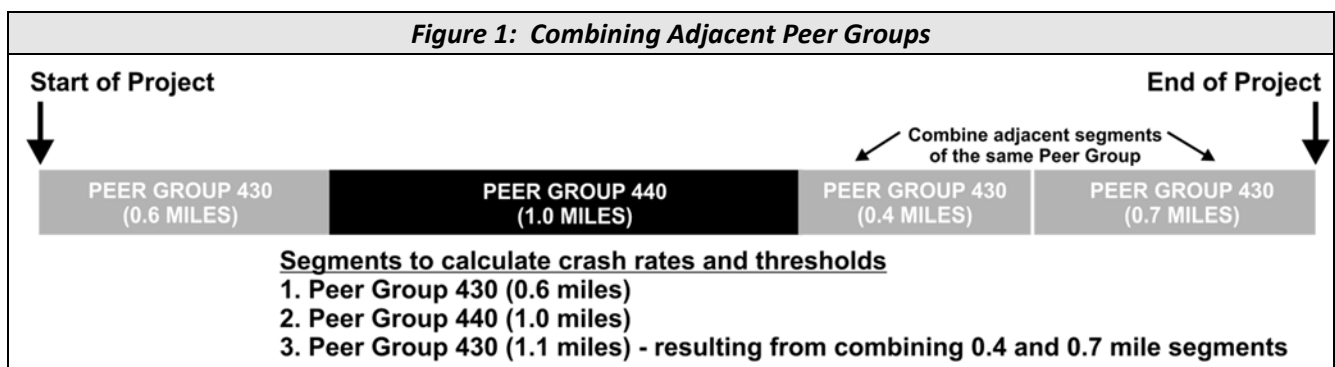 Figure 1: Combining Adjacent Peer Groups
Start of Project
End of Project
Combine adjacent segments
of the same Peer Group
PEER GROUP 430
(0.6 MILES)
PEER GROUP 440
(1.0 MILES)
PEER GROUP 430
(0.4 MILES)
PEER GROUP 430
(0.7 MILES)
Segments to calculate crash rates and thresholds
1. Peer Group 430 (0.6 miles)
2. Peer Group 440 (1.0 miles)
3. Peer Group 430 (1.1 miles) - resulting from combining 0.4 and 0.7 mile segments